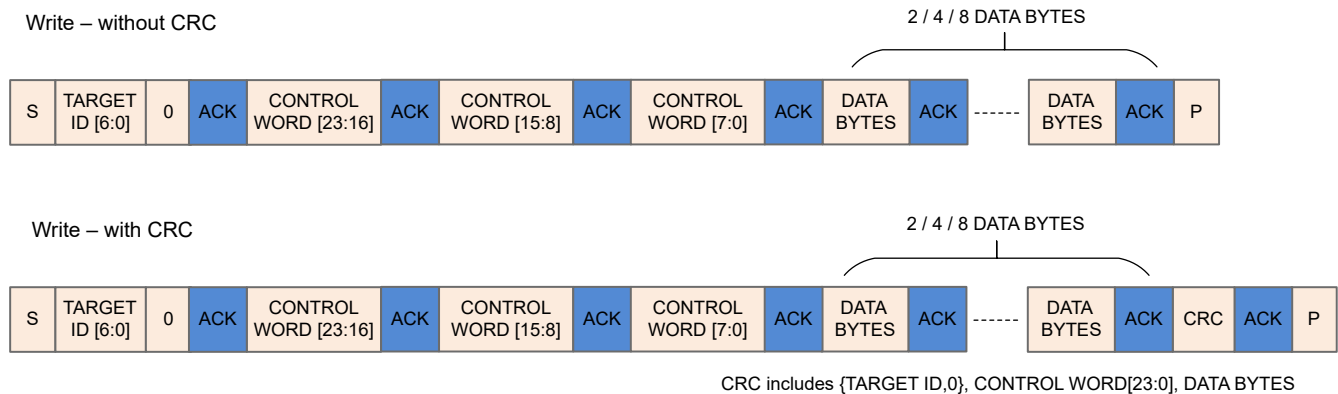 Write – without CRC
2 / 4 / 8 DATA BYTES
S TARGET ID [6:0] 0 ACK CONTROL WORD [23:16] ACK CONTROL WORD [15:8] ACK CONTROL WORD [7:0] ACK DATA BYTES ACK ------ DATA BYTES ACK P
Write – with CRC
2 / 4 / 8 DATA BYTES
S TARGET ID [6:0] 0 ACK CONTROL WORD [23:16] ACK CONTROL WORD [15:8] ACK CONTROL WORD [7:0] ACK DATA BYTES ACK ------ DATA BYTES ACK CRC ACK P
CRC includes {TARGET ID,0}, CONTROL WORD[23:0], DATA BYTES